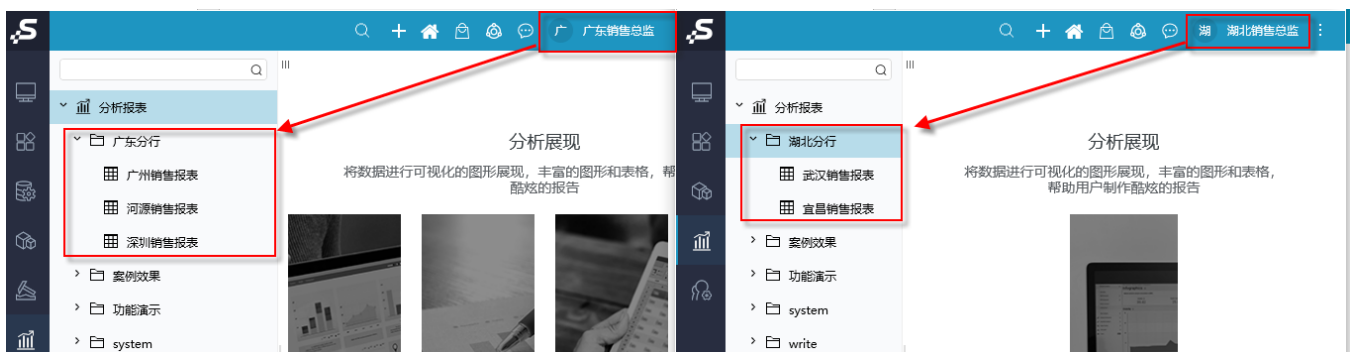 广 广东销售总监
分析报表
广东分行
广州销售报表
河源销售报表
深圳销售报表
案例效果
功能演示
system
分析展现
将数据进行可视化的图形展现，丰富的图形和表格，帮
酷炫的报告
湖 湖北销售总监
分析报表
湖北分行
武汉销售报表
宜昌销售报表
案例效果
功能演示
system
write
分析展现
将数据进行可视化的图形展现，丰富的图形和表格，
帮助用户制作酷炫的报告